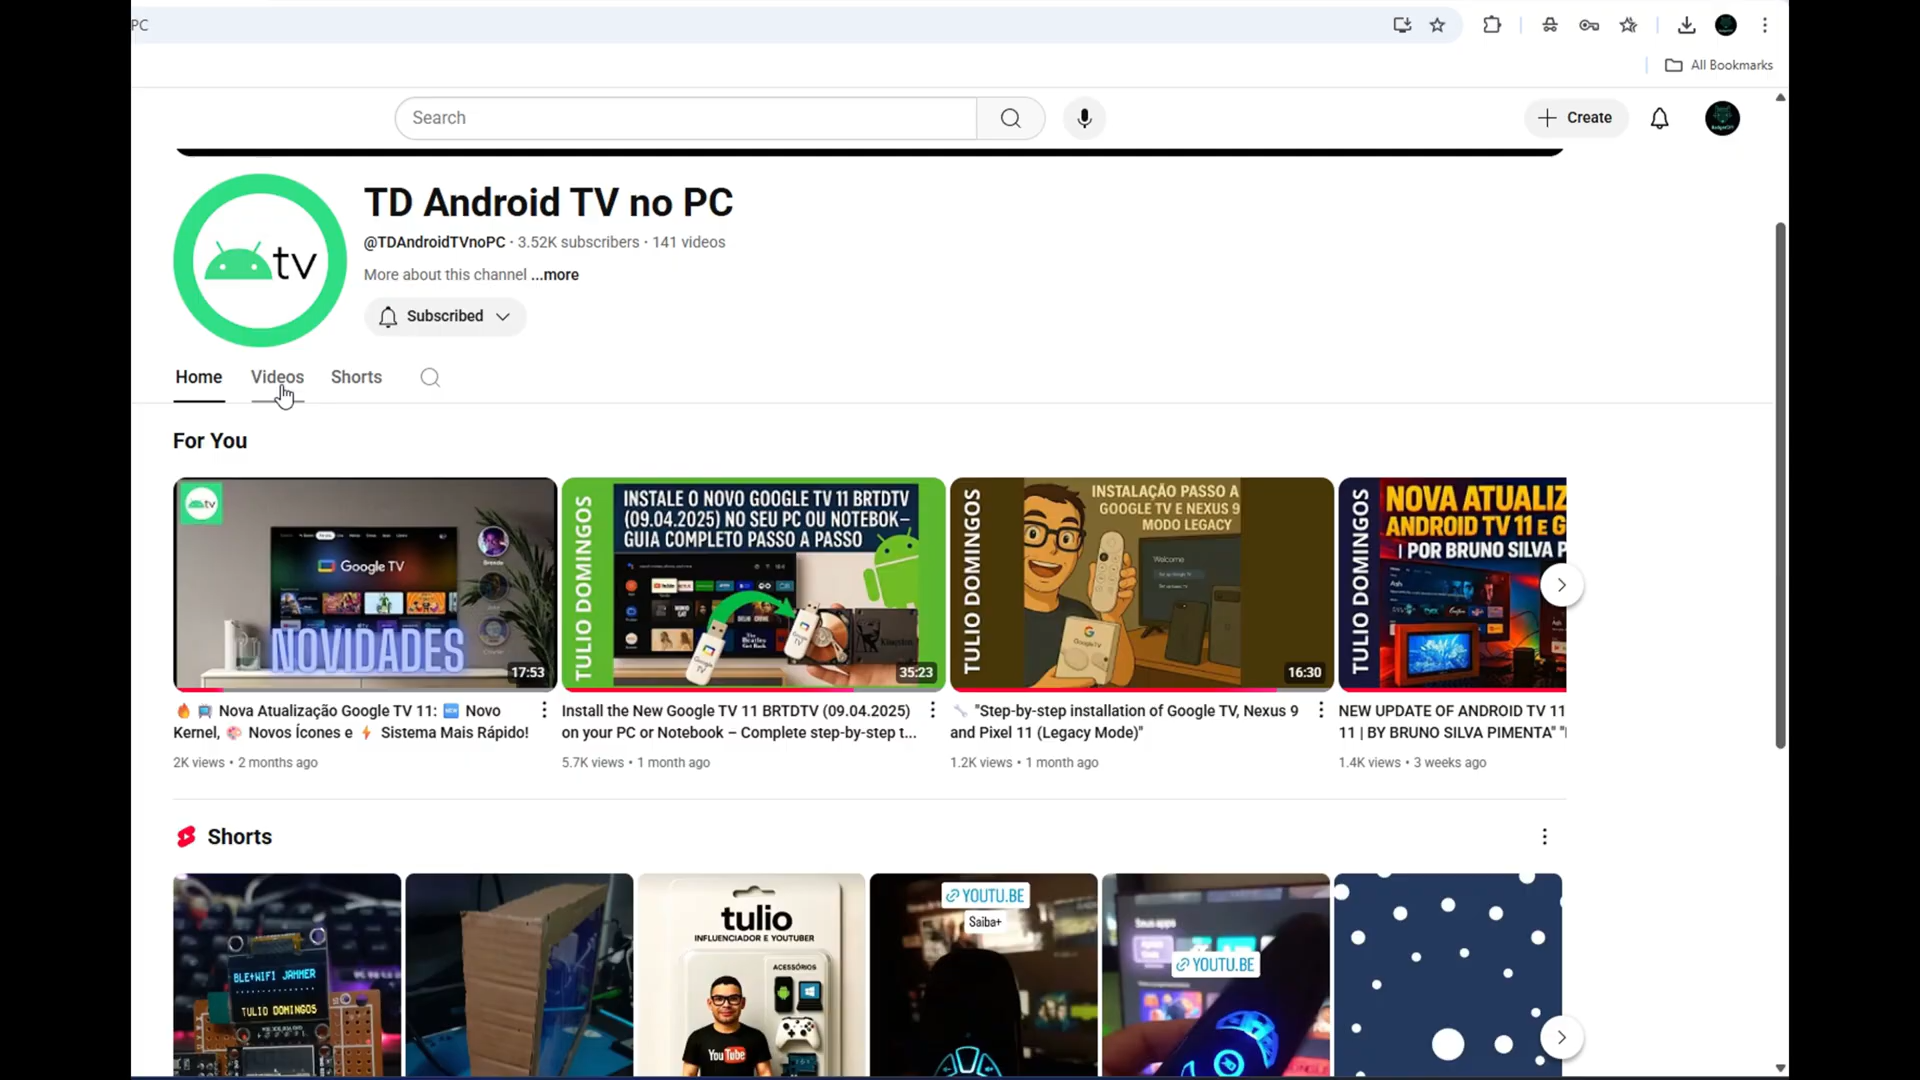 PC
All Bookmarks
Search
Create
TD Android TV no PC
@TDAndroidTVnoPC · 3.52K subscribers · 141 videos
More about this channel ...more
Subscribed
tv
Home
Videos
Shorts
For You
Google TV
NOVIDADES
17:53
TULIO DOMINGOS
INSTALE O NOVO GOOGLE TV 11 BRTDTV
(09.04.2025) NO SEU PC OU NOTEBOK–
GUIA COMPLETO PASSO A PASSO
35:23
TULIO DOMINGOS
INSTALAÇÃO PASSO A
GOOGLE TV E NEXUS 9
MODO LEGACY
Welcome
GoogleTV
16:30
TULIO DOMINGOS
NOVA ATUALIZ
ANDROID TV 11 E G
| POR BRUNO SILVA P
🔥 📺 Nova Atualização Google TV 11: 🆕 Novo
Kernel, 🎨 Novos Ícones e ⚡ Sistema Mais Rápido!
2K views • 2 months ago
Install the New Google TV 11 BRTDTV (09.04.2025)
on your PC or Notebook – Complete step-by-step t...
5.7K views • 1 month ago
🔧 "Step-by-step installation of Google TV, Nexus 9
and Pixel 11 (Legacy Mode)"
1.2K views • 1 month ago
NEW UPDATE OF ANDROID TV 11
11 | BY BRUNO SILVA PIMENTA"
1.4K views • 3 weeks ago
Shorts
BLE+WIFI JAMMER
TULIO DOMINGOS
tulio
INFLUENCIADOR E YOUTUBER
ACESSÓRIOS
YouTube
YOUTU.BE
Saiba+
Seus apps
YOUTU.BE